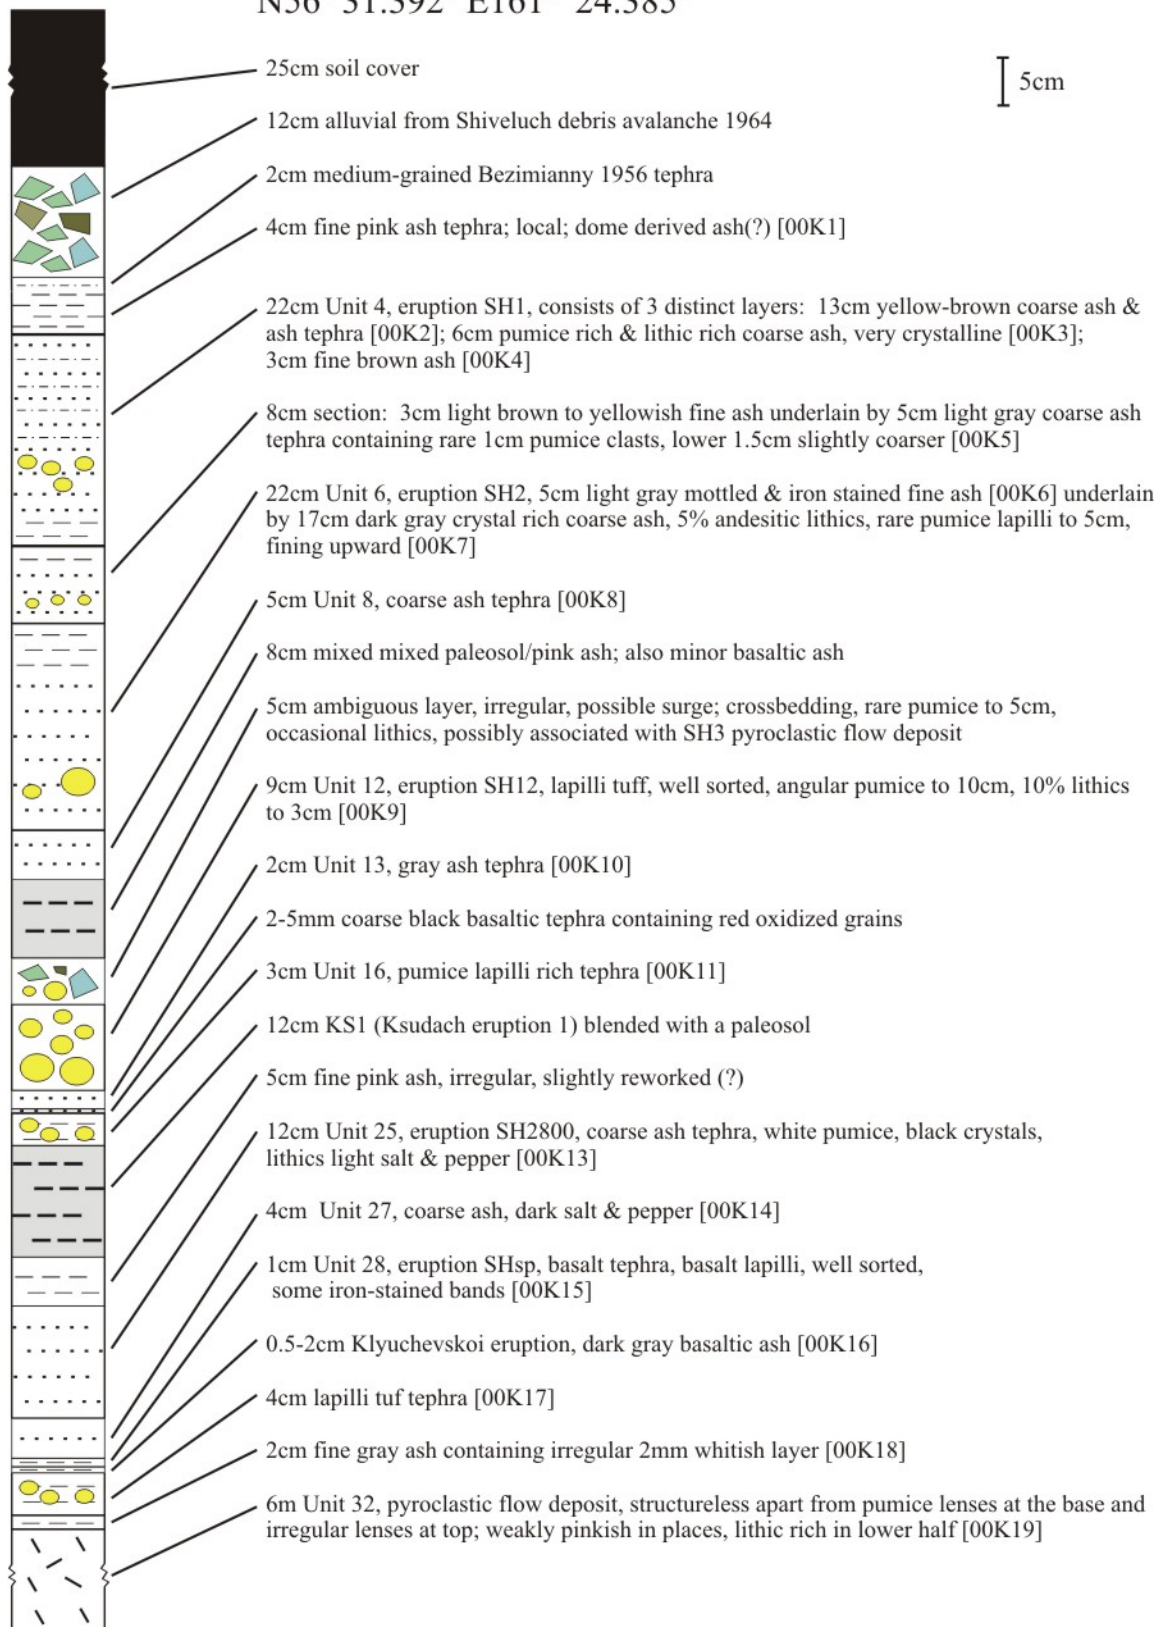 N56° 31.392' E161° 24.385'
25cm soil cover
5cm
12cm alluvial from Shiveluch debris avalanche 1964
2cm medium-grained Bezimianny 1956 tephra
4cm fine pink ash tephra; local; dome derived ash(?) [00K1]
22cm Unit 4, eruption SH1, consists of 3 distinct layers:  13cm yellow-brown coarse ash &
ash tephra [00K2]; 6cm pumice rich & lithic rich coarse ash, very crystalline [00K3];
3cm fine brown ash [00K4]
8cm section:  3cm light brown to yellowish fine ash underlain by 5cm light gray coarse ash
tephra containing rare 1cm pumice clasts, lower 1.5cm slightly coarser [00K5]
22cm Unit 6, eruption SH2, 5cm light gray mottled & iron stained fine ash [00K6] underlain
by 17cm dark gray crystal rich coarse ash, 5% andesitic lithics, rare pumice lapilli to 5cm,
fining upward [00K7]
5cm Unit 8, coarse ash tephra [00K8]
8cm mixed mixed paleosol/pink ash; also minor basaltic ash
5cm ambiguous layer, irregular, possible surge; crossbedding, rare pumice to 5cm,
occasional lithics, possibly associated with SH3 pyroclastic flow deposit
9cm Unit 12, eruption SH12, lapilli tuff, well sorted, angular pumice to 10cm, 10% lithics
to 3cm [00K9]
2cm Unit 13, gray ash tephra [00K10]
2-5mm coarse black basaltic tephra containing red oxidized grains
3cm Unit 16, pumice lapilli rich tephra [00K11]
12cm KS1 (Ksudach eruption 1) blended with a paleosol
5cm fine pink ash, irregular, slightly reworked (?)
12cm Unit 25, eruption SH2800, coarse ash tephra, white pumice, black crystals,
lithics light salt & pepper [00K13]
4cm  Unit 27, coarse ash, dark salt & pepper [00K14]
1cm Unit 28, eruption SHsp, basalt tephra, basalt lapilli, well sorted,
some iron-stained bands [00K15]
0.5-2cm Klyuchevskoi eruption, dark gray basaltic ash [00K16]
4cm lapilli tuf tephra [00K17]
2cm fine gray ash containing irregular 2mm whitish layer [00K18]
6m Unit 32, pyroclastic flow deposit, structureless apart from pumice lenses at the base and
irregular lenses at top; weakly pinkish in places, lithic rich in lower half [00K19]